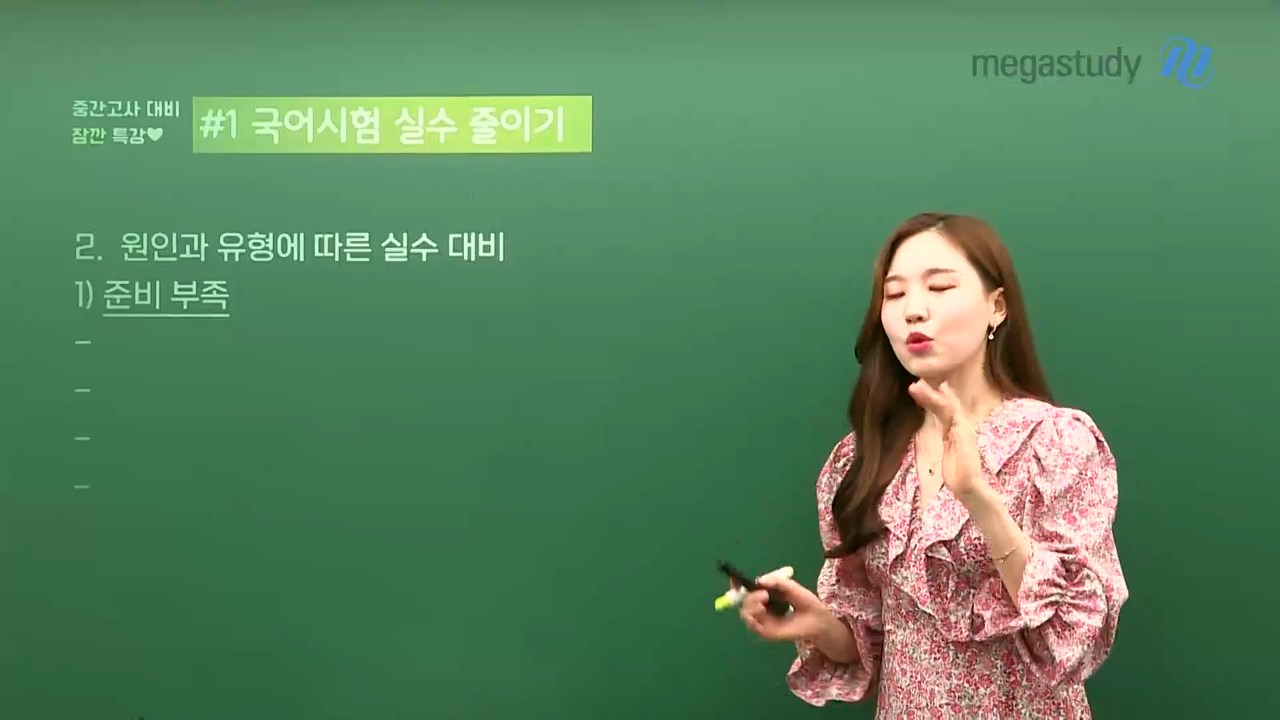 megastudy
중간고사 대비
잠깐 특강♥
#1 국어시험 실수 줄이기
2. 원인과 유형에 따른 실수 대비
1) 준비 부족
-
-
-
-